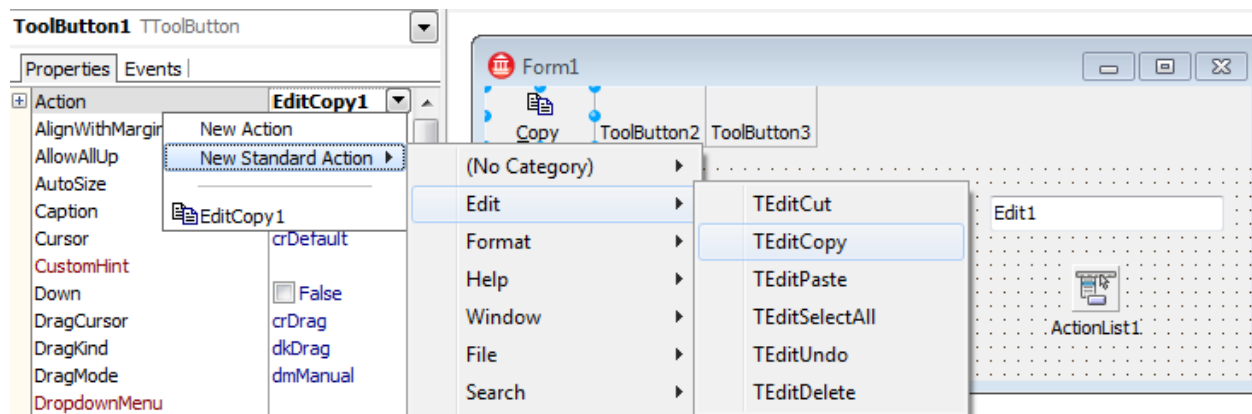 ToolButton1 TToolButton
Properties Events
Action EditCopy1
AlignWithMargin
AllowAllUp
AutoSize
Caption
Cursor crDefault
CustomHint
Down False
DragCursor crDrag
DragKind dkDrag
DragMode dmManual
DropdownMenu
New Action
New Standard Action
EditCopy1
(No Category)
Edit
Format
Help
Window
File
Search
TEditCut
TEditCopy
TEditPaste
TEditSelectAll
TEditUndo
TEditDelete
Form1
Copy ToolButton2 ToolButton3
Edit1
ActionList1